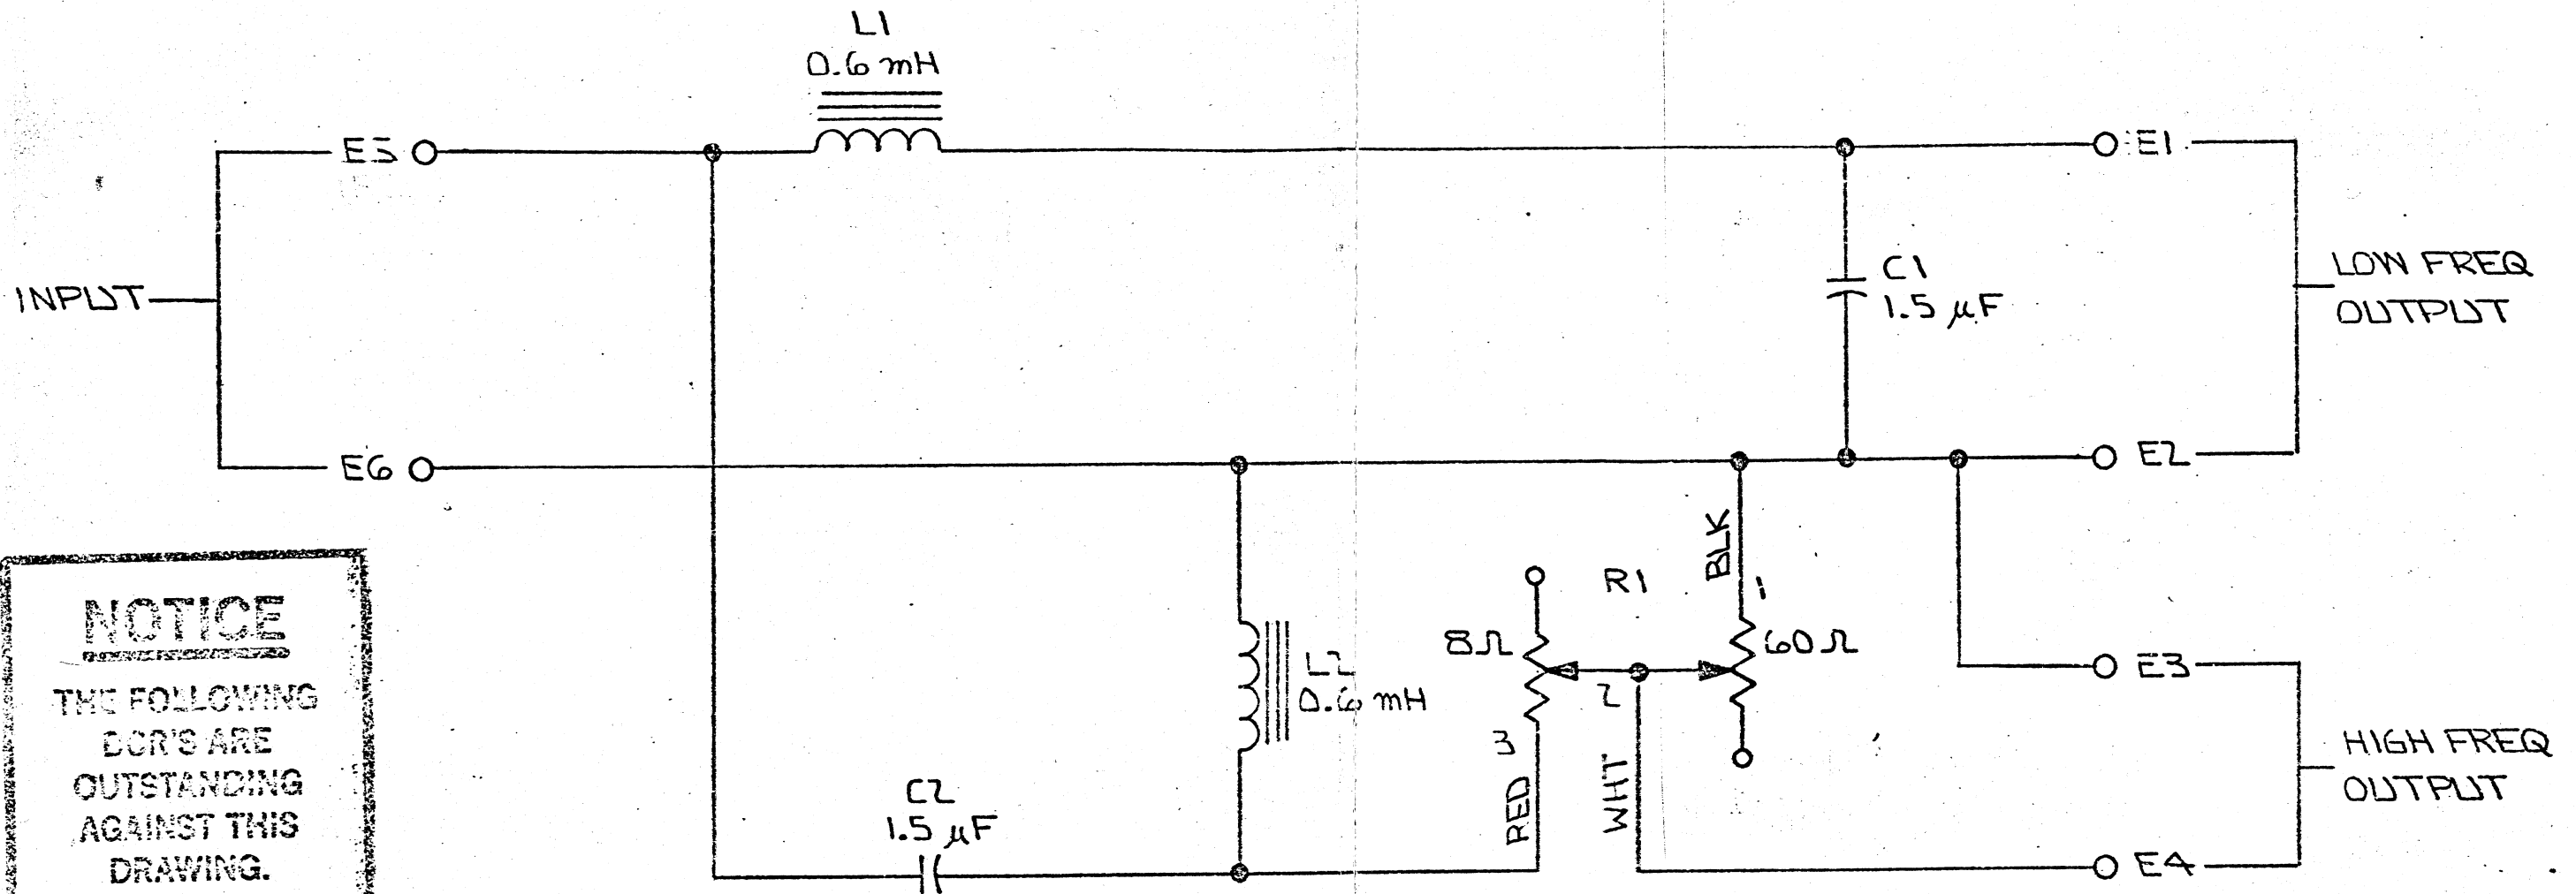 L1
0.6 mH
E5
E1
INPUT
C1
1.5 µF
LOW FREQ
OUTPUT
E6
E2
NOTICE
THE FOLLOWING
DCR'S ARE
OUTSTANDING
AGAINST THIS
DRAWING.
BLK
R1
1
8Ω
60Ω
L2
0.6 mH
2
3
RED
WHT
E3
HIGH FREQ
OUTPUT
C2
1.5 µF
E4